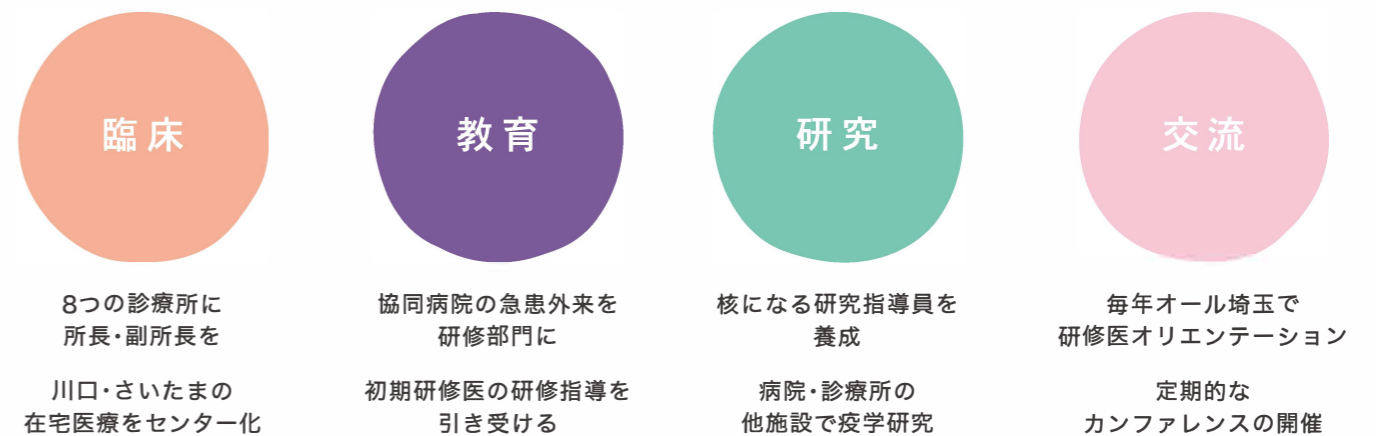 臨床
8つの診療所に
所長・副所長を
川口・さいたまの
在宅医療をセンター化
教育
協同病院の急患外来を
研修部門に
初期研修医の研修指導を
引き受ける
研究
核になる研究指導員を
養成
病院・診療所の
他施設で疫学研究
交流
毎年オール埼玉で
研修医オリエンテーション
定期的な
カンファレンスの開催